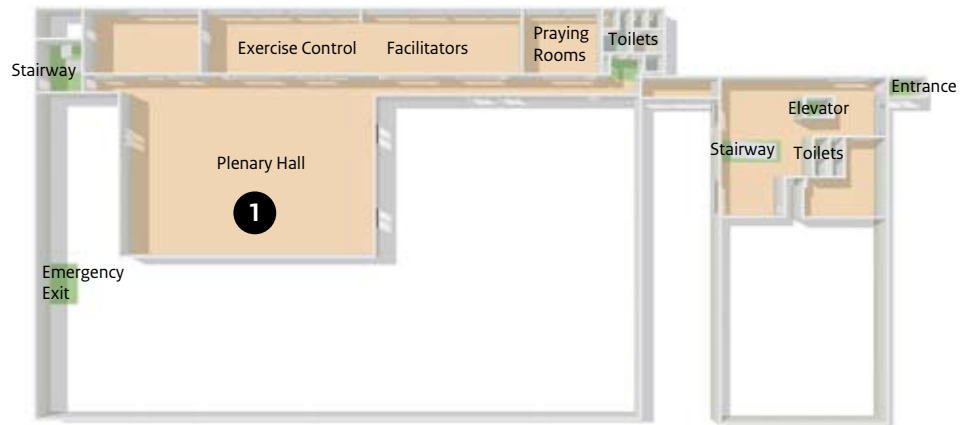 Exercise Control
Facilitators
Praying
Rooms
Toilets
Stairway
Entrance
Elevator
Stairway
Toilets
Plenary Hall
1
Emergency
Exit